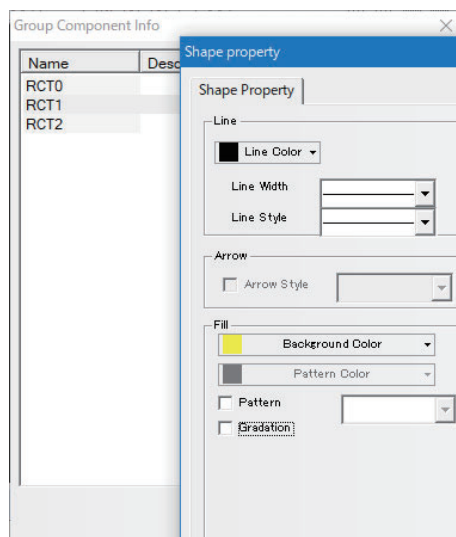 Group Component Info
Name
Desc
RCT0
RCT1
RCT2
Shape property
Shape Property
Line
Line Color
Line Width
Line Style
Arrow
Arrow Style
Fill
Background Color
Pattern Color
Pattern
Gradation